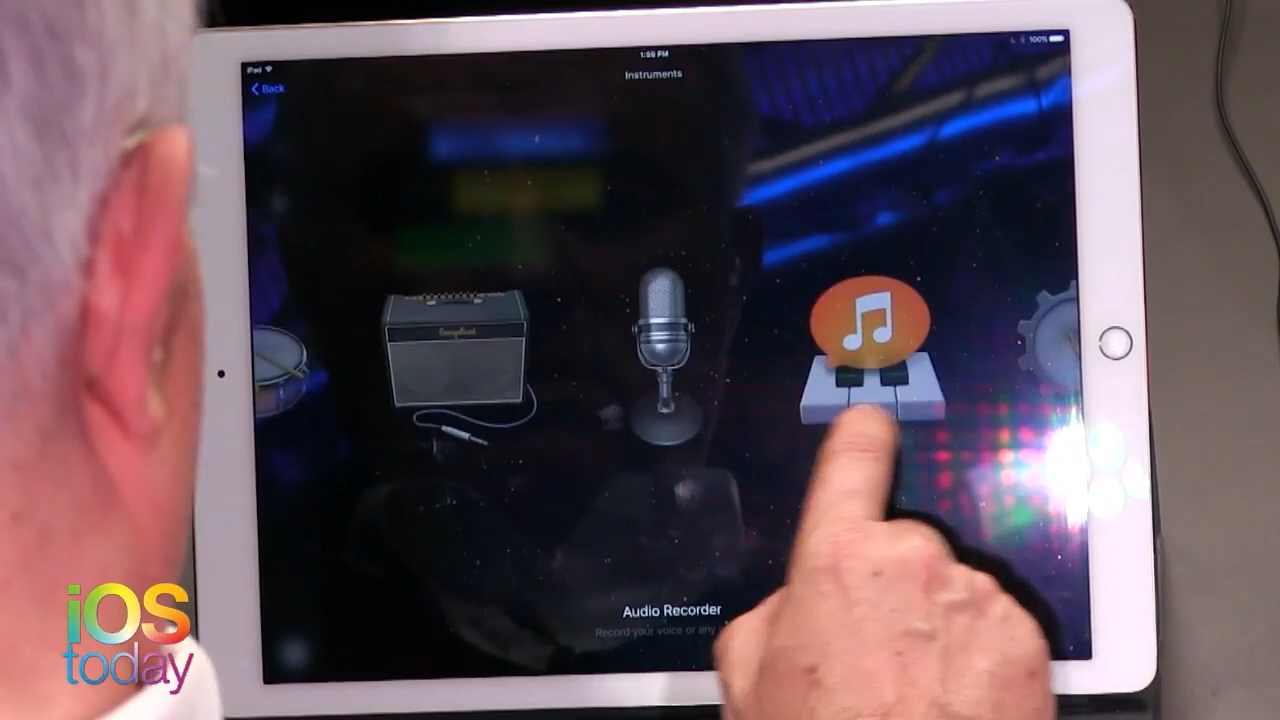 iPad
1:59 PM
100%
Back
Instruments
Audio Recorder
Record your voice or any
iOS
today